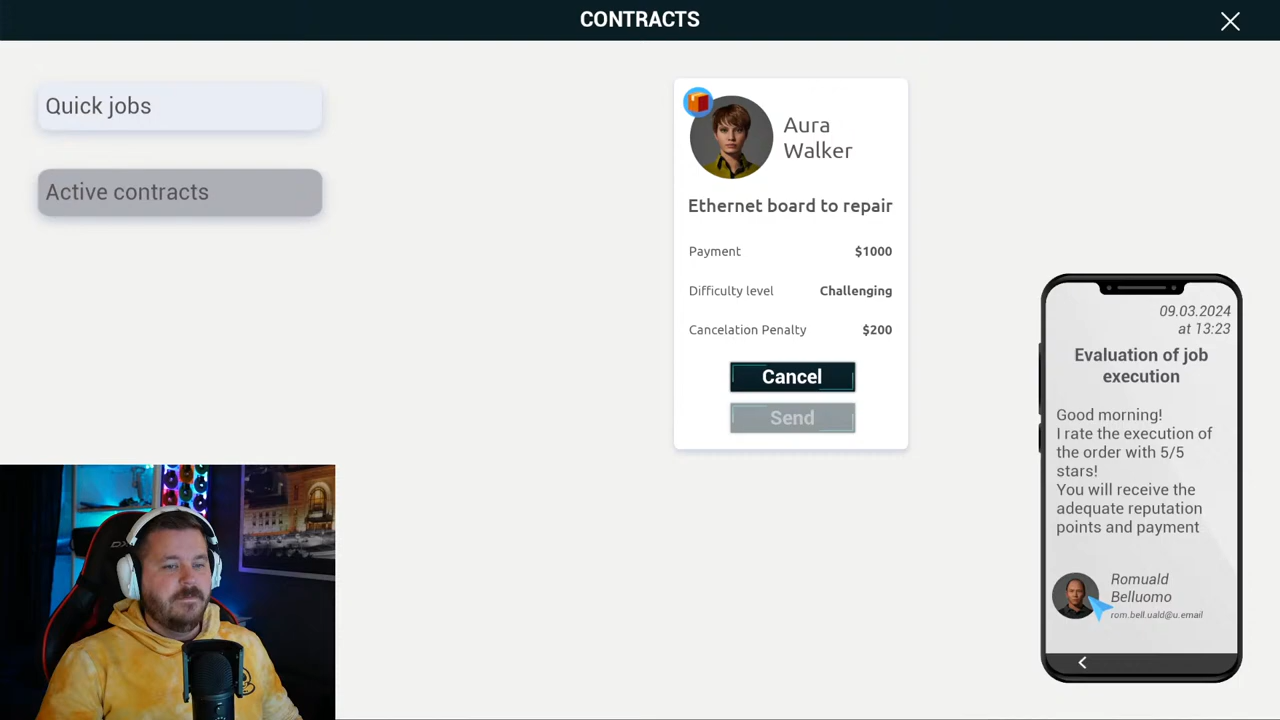 CONTRACTS
Quick jobs
Active contracts
Aura
Walker
Ethernet board to repair
Payment $1000
Difficulty level Challenging
Cancelation Penalty $200
Cancel
Send
09.03.2024
at 13:23
Evaluation of job
execution
Good morning!
I rate the execution of
the order with 5/5
stars!
You will receive the
adequate reputation
points and payment
Romuald
Belluomo
rom.bell.uald@u.email